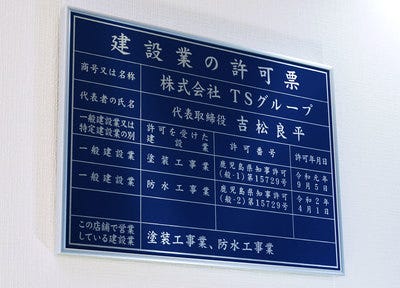 建設業の許可票
商号又は名称 株式会社 TSグループ
代表者の氏名 代表取締役 吉松良平
一般建設業又は特定建設業の別 許可を受けた建設業 許可番号 許可年月日
一般建設業 塗装工事業 鹿児島県知事許可(般-1)第15729号 令和元年9月5日
一般建設業 防水工事業 鹿児島県知事許可(般-2)第15729号 令和2年4月1日
この店舗で営業している建設業 塗装工事業、防水工事業